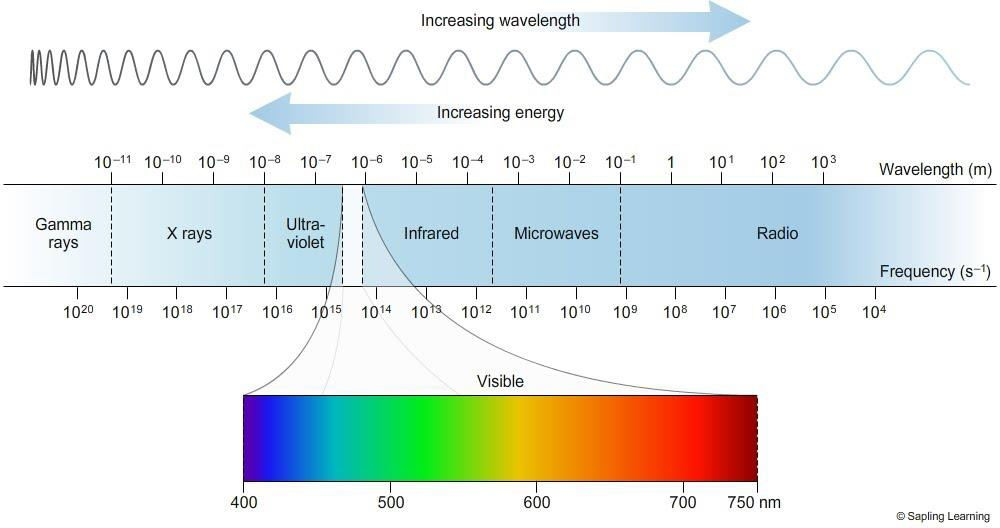 Increasing wavelength
Increasing energy
10⁻¹¹ 10⁻¹⁰ 10⁻⁹ 10⁻⁸ 10⁻⁷ 10⁻⁶ 10⁻⁵ 10⁻⁴ 10⁻³ 10⁻² 10⁻¹ 1 10¹ 10² 10³ Wavelength (m)
Gamma
rays
X rays
Ultra-
violet
Infrared
Microwaves
Radio
Frequency (s⁻¹)
10²⁰ 10¹⁹ 10¹⁸ 10¹⁷ 10¹⁶ 10¹⁵ 10¹⁴ 10¹³ 10¹² 10¹¹ 10¹⁰ 10⁹ 10⁸ 10⁷ 10⁶ 10⁵ 10⁴
Visible
400 500 600 700 750 nm
© Sapling Learning